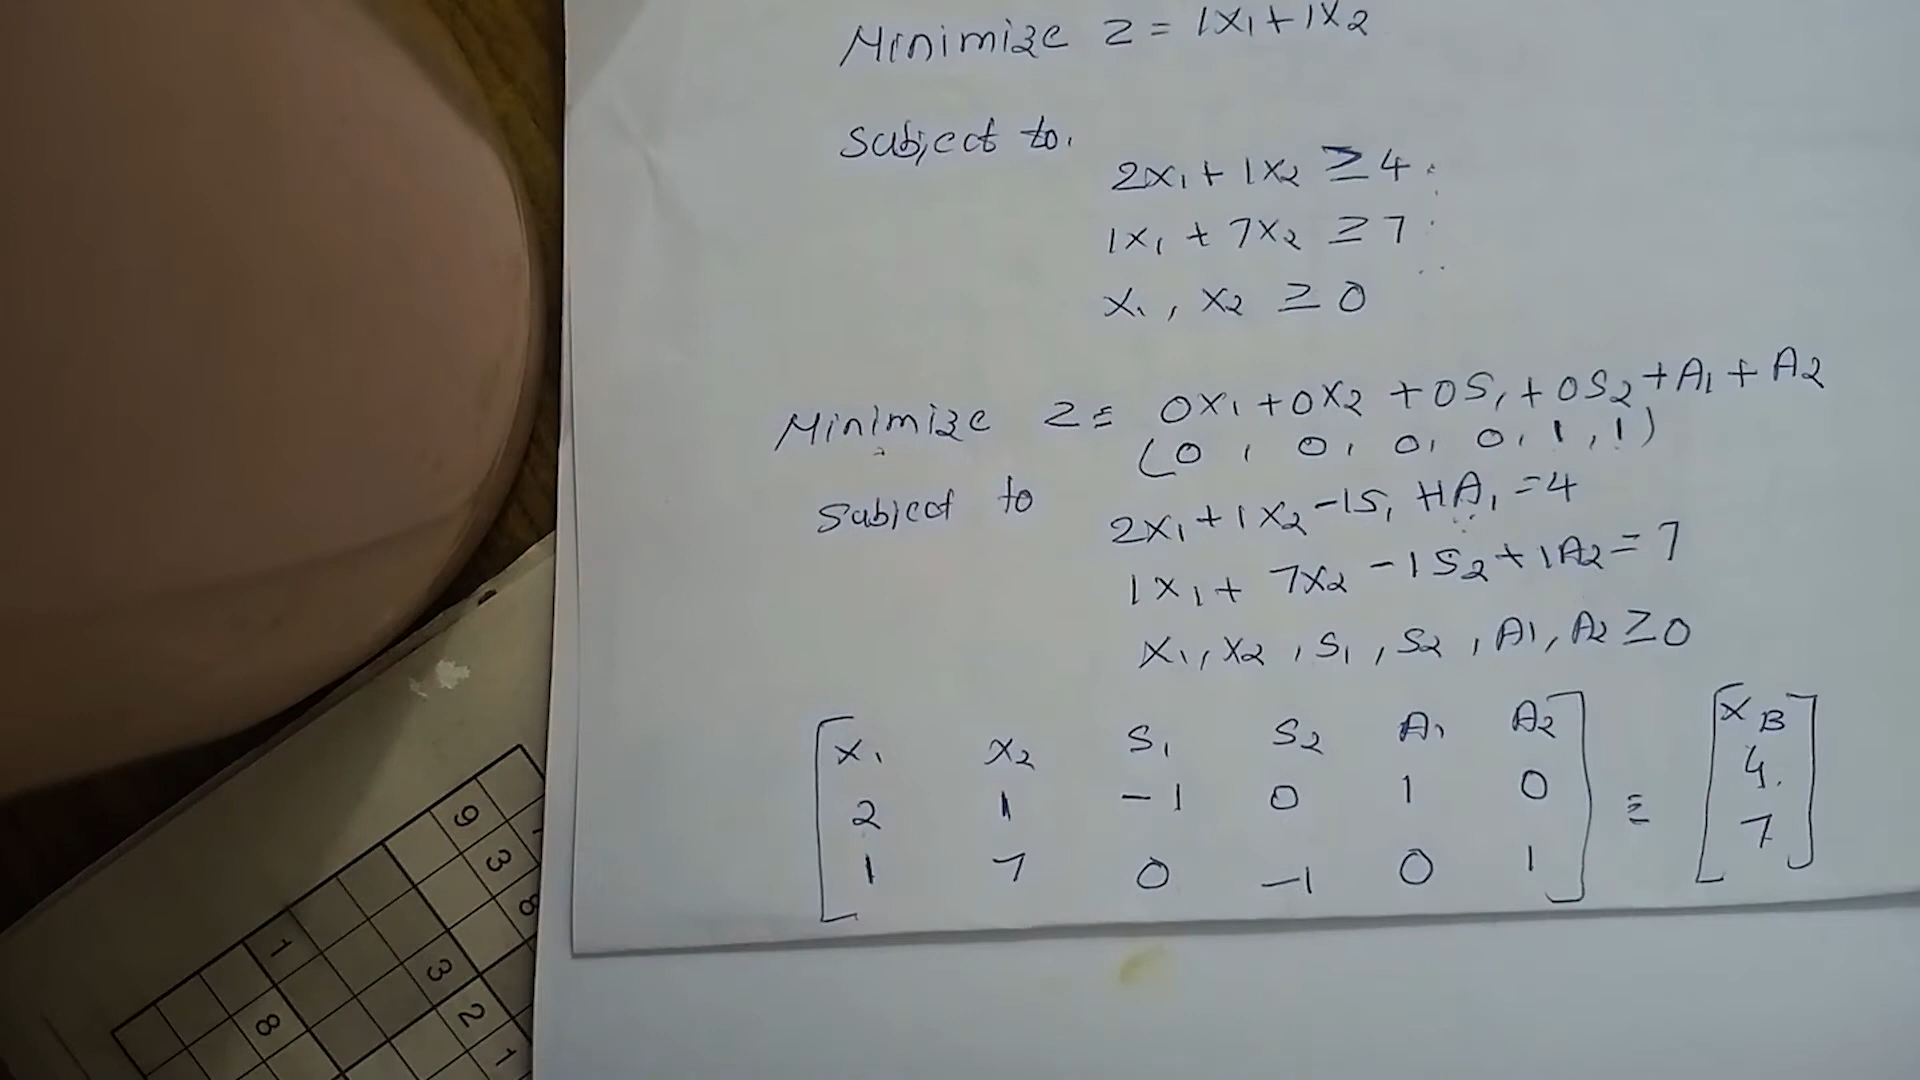 Minimize Z = 1X1 + 1X2
Subject to.
2X1 + 1X2 ≥ 4
1X1 + 7X2 ≥ 7
X1, X2 ≥ 0
Minimize Z = 0X1 + 0X2 + 0S1 + 0S2 + A1 + A2
(0, 0, 0, 0, 1, 1)
Subject to
2X1 + 1X2 - 1S1 + 1A1 = 4
1X1 + 7X2 - 1S2 + 1A2 = 7
X1, X2, S1, S2, A1, A2 ≥ 0
X1 X2 S1 S2 A1 A2 XB
2 1 -1 0 1 0 = 4
1 7 0 -1 0 1 7
9
3
8
1
3
8
2
1